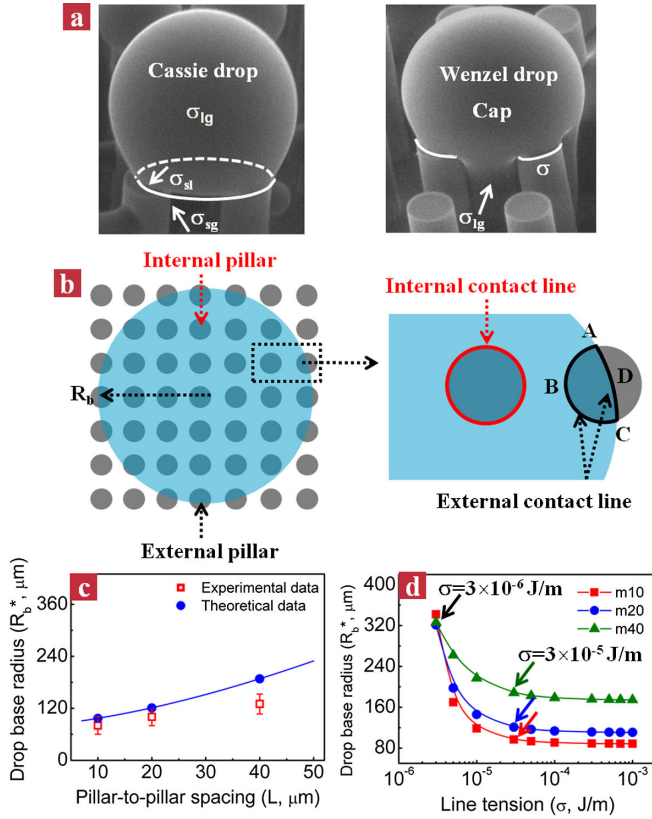 a
Cassie drop
σlg
σsl
σsg
Wenzel drop
Cap
σ
σlg
b
Internal pillar
Rb
External pillar
Internal contact line
A
B
D
C
External contact line
c
Experimental data
Theoretical data
Drop base radius (Rb*, μm)
360
240
120
0
10 20 30 40 50
Pillar-to-pillar spacing (L, μm)
d
σ=3×10⁻⁶ J/m
m10
m20
m40
σ=3×10⁻⁵ J/m
Drop base radius (Rb*, μm)
400
320
240
160
80
10⁻⁶ 10⁻⁵ 10⁻⁴ 10⁻³
Line tension (σ, J/m)